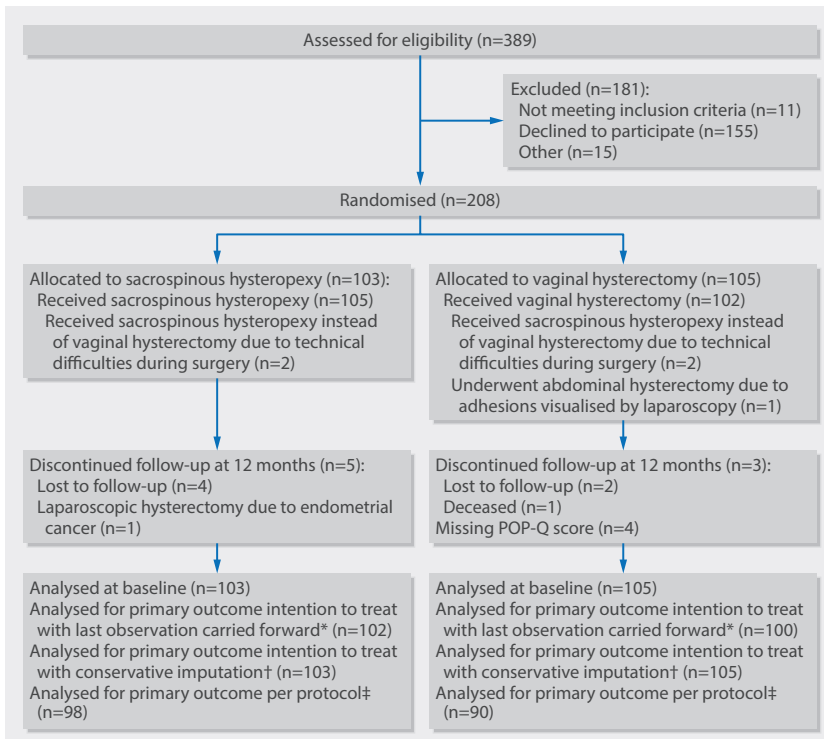 Assessed for eligibility (n=389)
Excluded (n=181):
Not meeting inclusion criteria (n=11)
Declined to participate (n=155)
Other (n=15)
Randomised (n=208)
Allocated to sacrospinous hysteropexy (n=103):
Received sacrospinous hysteropexy (n=105)
Received sacrospinous hysteropexy instead
of vaginal hysterectomy due to technical
difficulties during surgery (n=2)
Allocated to vaginal hysterectomy (n=105)
Received vaginal hysterectomy (n=102)
Received sacrospinous hysteropexy instead
of vaginal hysterectomy due to technical
difficulties during surgery (n=2)
Underwent abdominal hysterectomy due to
adhesions visualised by laparoscopy (n=1)
Discontinued follow-up at 12 months (n=5):
Lost to follow-up (n=4)
Laparoscopic hysterectomy due to endometrial
cancer (n=1)
Discontinued follow-up at 12 months (n=3):
Lost to follow-up (n=2)
Deceased (n=1)
Missing POP-Q score (n=4)
Analysed at baseline (n=103)
Analysed for primary outcome intention to treat
with last observation carried forward* (n=102)
Analysed for primary outcome intention to treat
with conservative imputation† (n=103)
Analysed for primary outcome per protocol‡
(n=98)
Analysed at baseline (n=105)
Analysed for primary outcome intention to treat
with last observation carried forward* (n=100)
Analysed for primary outcome intention to treat
with conservative imputation† (n=105)
Analysed for primary outcome per protocol‡
(n=90)